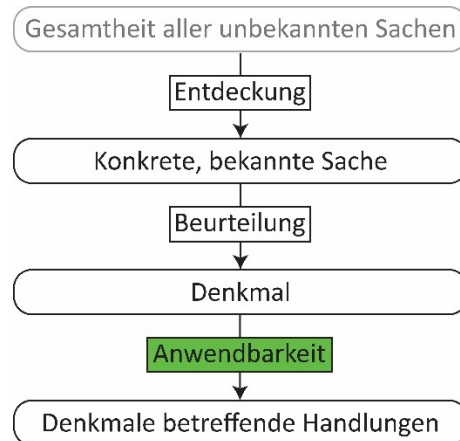 Gesamtheit aller unbekannten Sachen
Entdeckung
Konkrete, bekannte Sache
Beurteilung
Denkmal
Anwendbarkeit
Denkmale betreffende Handlungen